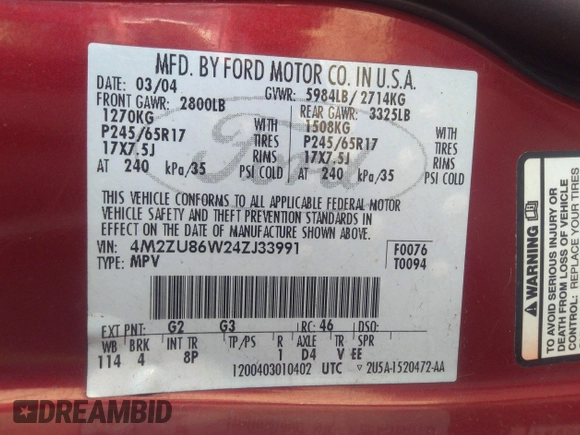 MFD. BY FORD MOTOR CO. IN U.S.A.
DATE: 03/04
GVWR: 5984LB / 2714KG
FRONT GAWR: 2800LB
REAR GAWR: 3325LB
1270KG WITH 1508KG WITH
P245/65R17 TIRES P245/65R17 TIRES
17X7.5J RIMS 17X7.5J RIMS
AT 240 kPa/35 PSI COLD AT 240 kPa/35 PSI COLD
Ford
THIS VEHICLE CONFORMS TO ALL APPLICABLE FEDERAL MOTOR
VEHICLE SAFETY AND THEFT PREVENTION STANDARDS IN
EFFECT ON THE DATE OF MANUFACTURE SHOWN ABOVE.
VIN: 4M2ZU86W24ZJ33991 F0076
TYPE: MPV T0094
EXT PNT: G2 G3 RC: 46 DSO:
WB BRK INT TR TP/PS R AXLE TR SPR
114 4 8P 1 D4 V EE
1200403010402 UTC ▽ 2U5A-1520472-AA
WARNING
TO AVOID SERIOUS INJURY OR
DEATH FROM LOSS OF VEHICLE
CONTROL: REPLACE YOUR TIRES
DREAMBID